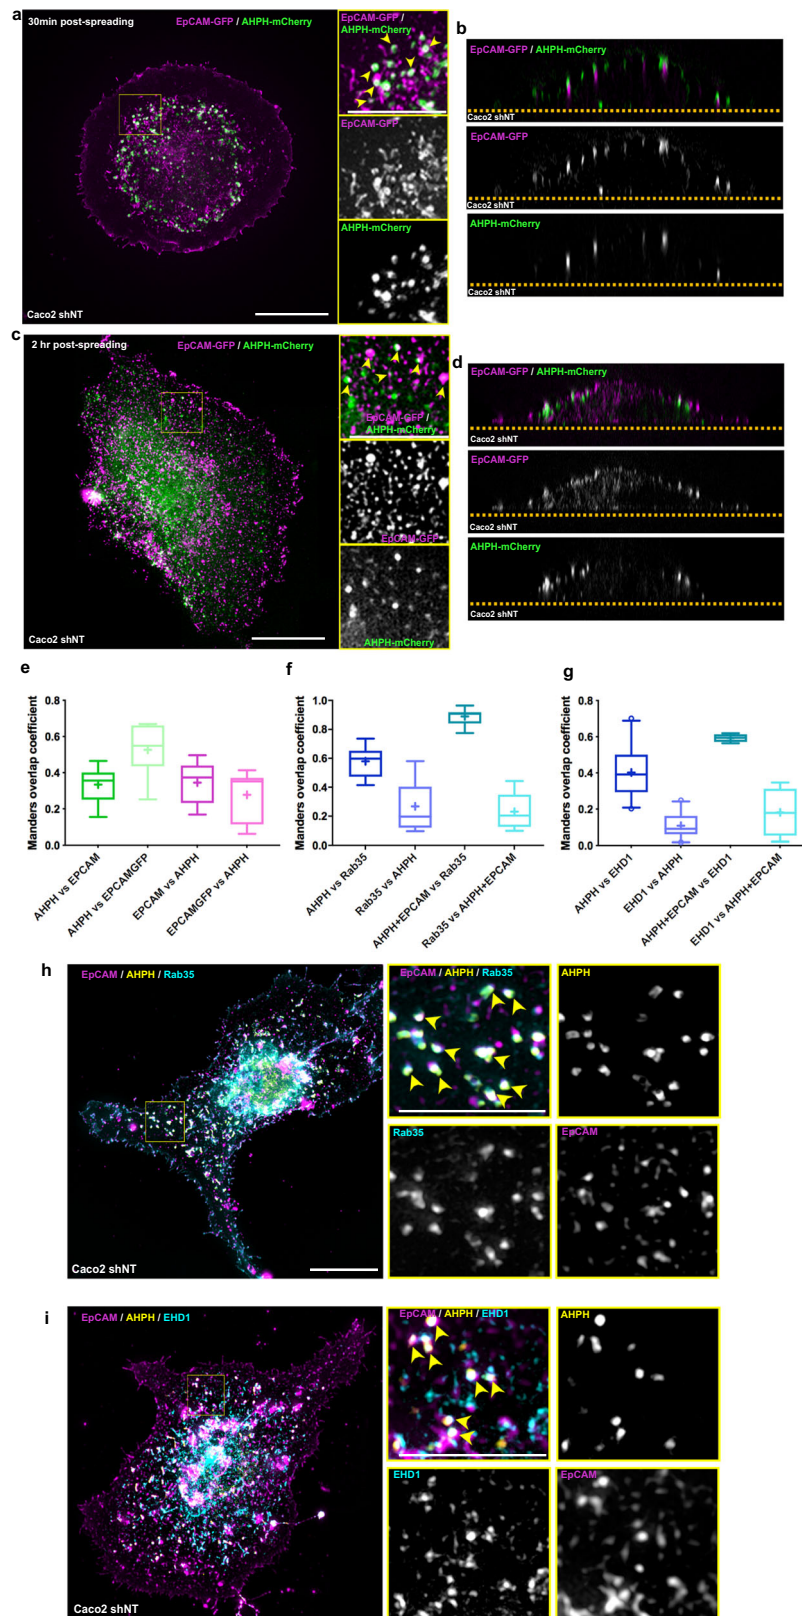 a
30min post-spreading
EpCAM-GFP / AHPH-mCherry
EpCAM-GFP /
AHPH-mCherry
EpCAM-GFP
AHPH-mCherry
Caco2 shNT
b
EpCAM-GFP / AHPH-mCherry
Caco2 shNT
EpCAM-GFP
Caco2 shNT
AHPH-mCherry
Caco2 shNT
c
2 hr post-spreading
EpCAM-GFP / AHPH-mCherry
EpCAM-GFP /
AHPH-mCherry
EpCAM-GFP
AHPH-mCherry
Caco2 shNT
d
EpCAM-GFP / AHPH-mCherry
Caco2 shNT
EpCAM-GFP
Caco2 shNT
AHPH-mCherry
Caco2 shNT
e
Manders overlap coefficient
0.8
0.6
0.4
0.2
0.0
AHPH vs EPCAM
AHPH vs EPCAMGFP
EPCAM vs AHPH
EPCAMGFP vs AHPH
f
Manders overlap coefficient
1.0
0.8
0.6
0.4
0.2
0.0
AHPH vs Rab35
Rab35 vs AHPH
AHPH+EPCAM vs Rab35
Rab35 vs AHPH+EPCAM
g
Manders overlap coefficient
0.8
0.6
0.4
0.2
0.0
AHPH vs EHD1
EHD1 vs AHPH
AHPH+EPCAM vs EHD1
EHD1 vs AHPH+EPCAM
h
EpCAM / AHPH / Rab35
EpCAM / AHPH / Rab35
AHPH
Rab35
EpCAM
Caco2 shNT
i
EpCAM / AHPH / EHD1
EpCAM / AHPH / EHD1
AHPH
EHD1
EpCAM
Caco2 shNT